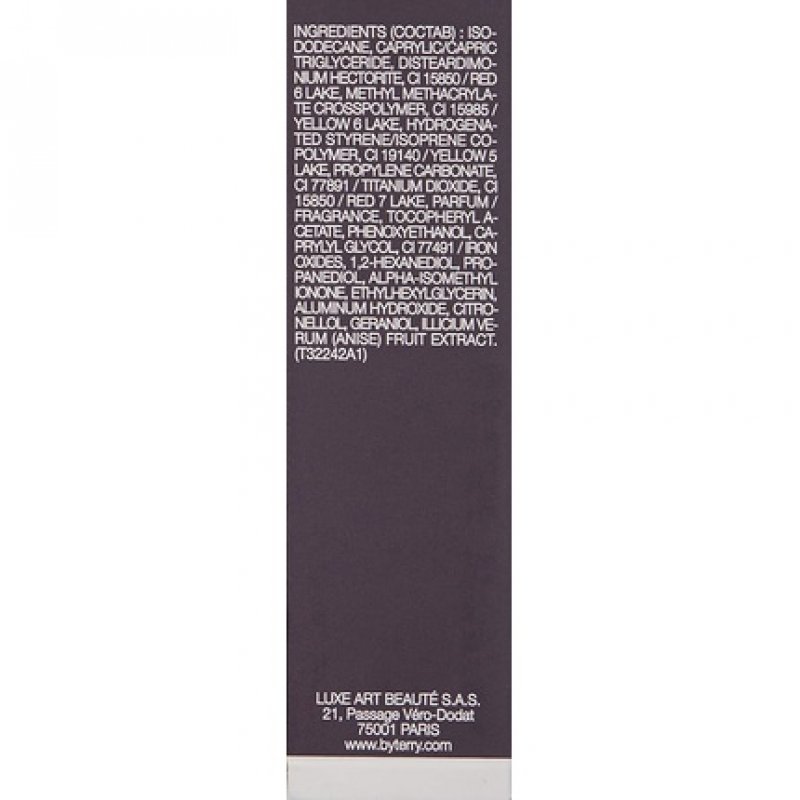 INGREDIENTS (СОСТАВ) : ISO-
DODECANE, CAPRYLIC/CAPRIC
TRIGLYCERIDE, DISTEARDIMO-
NIUM HECTORITE, CI 15850 / RED
6 LAKE, METHYL METHACRYLA-
TE CROSSPOLYMER, CI 15985 /
YELLOW 6 LAKE, HYDROGENA-
TED STYRENE/ISOPRENE CO-
POLYMER, CI 19140 / YELLOW 5
LAKE, PROPYLENE CARBONATE,
CI 77891 / TITANIUM DIOXIDE, CI
15850 / RED 7 LAKE, PARFUM /
FRAGRANCE, TOCOPHERYL A-
CETATE, PHENOXYETHANOL, CA-
PRYLYL GLYCOL, CI 77491 / IRON
OXIDES, 1,2-HEXANEDIOL, PRO-
PANEDIOL, ALPHA-ISOMETHYL
IONONE, ETHYLHEXYLGLYCERIN,
ALUMINUM HYDROXIDE, CITRO-
NELLOL, GERANIOL, ILLICIUM VE-
RUM (ANISE) FRUIT EXTRACT.
(T32242A1)
LUXE ART BEAUTÉ S.A.S.
21, Passage Véro-Dodat
75001 PARIS
www.byterry.com